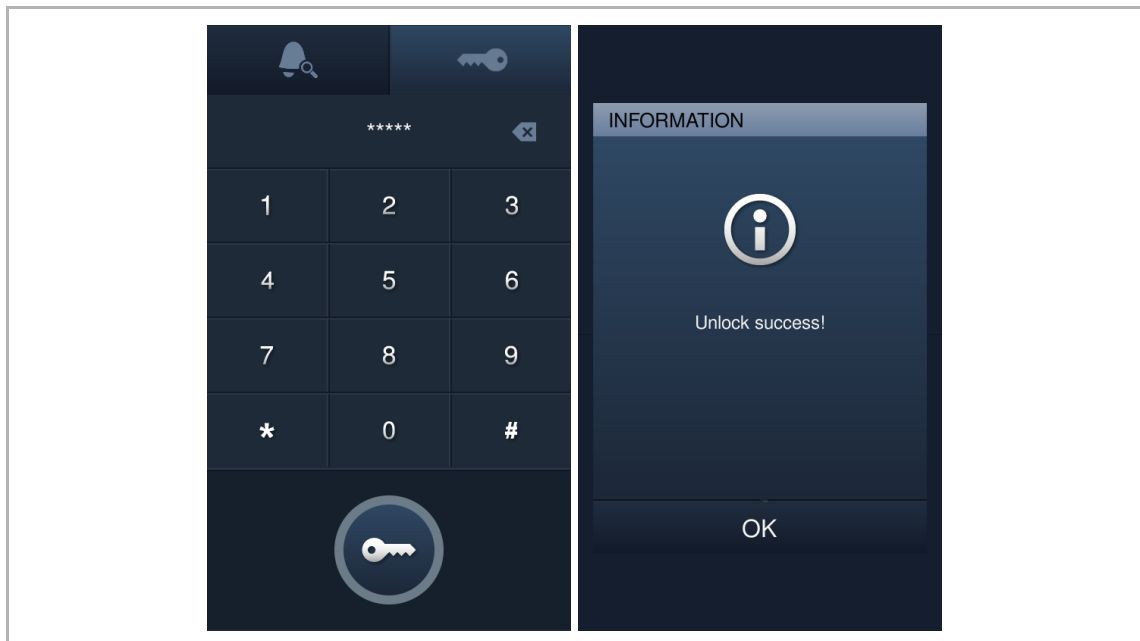 *****
1 2 3
4 5 6
7 8 9
* 0 #
INFORMATION
Unlock success!
OK